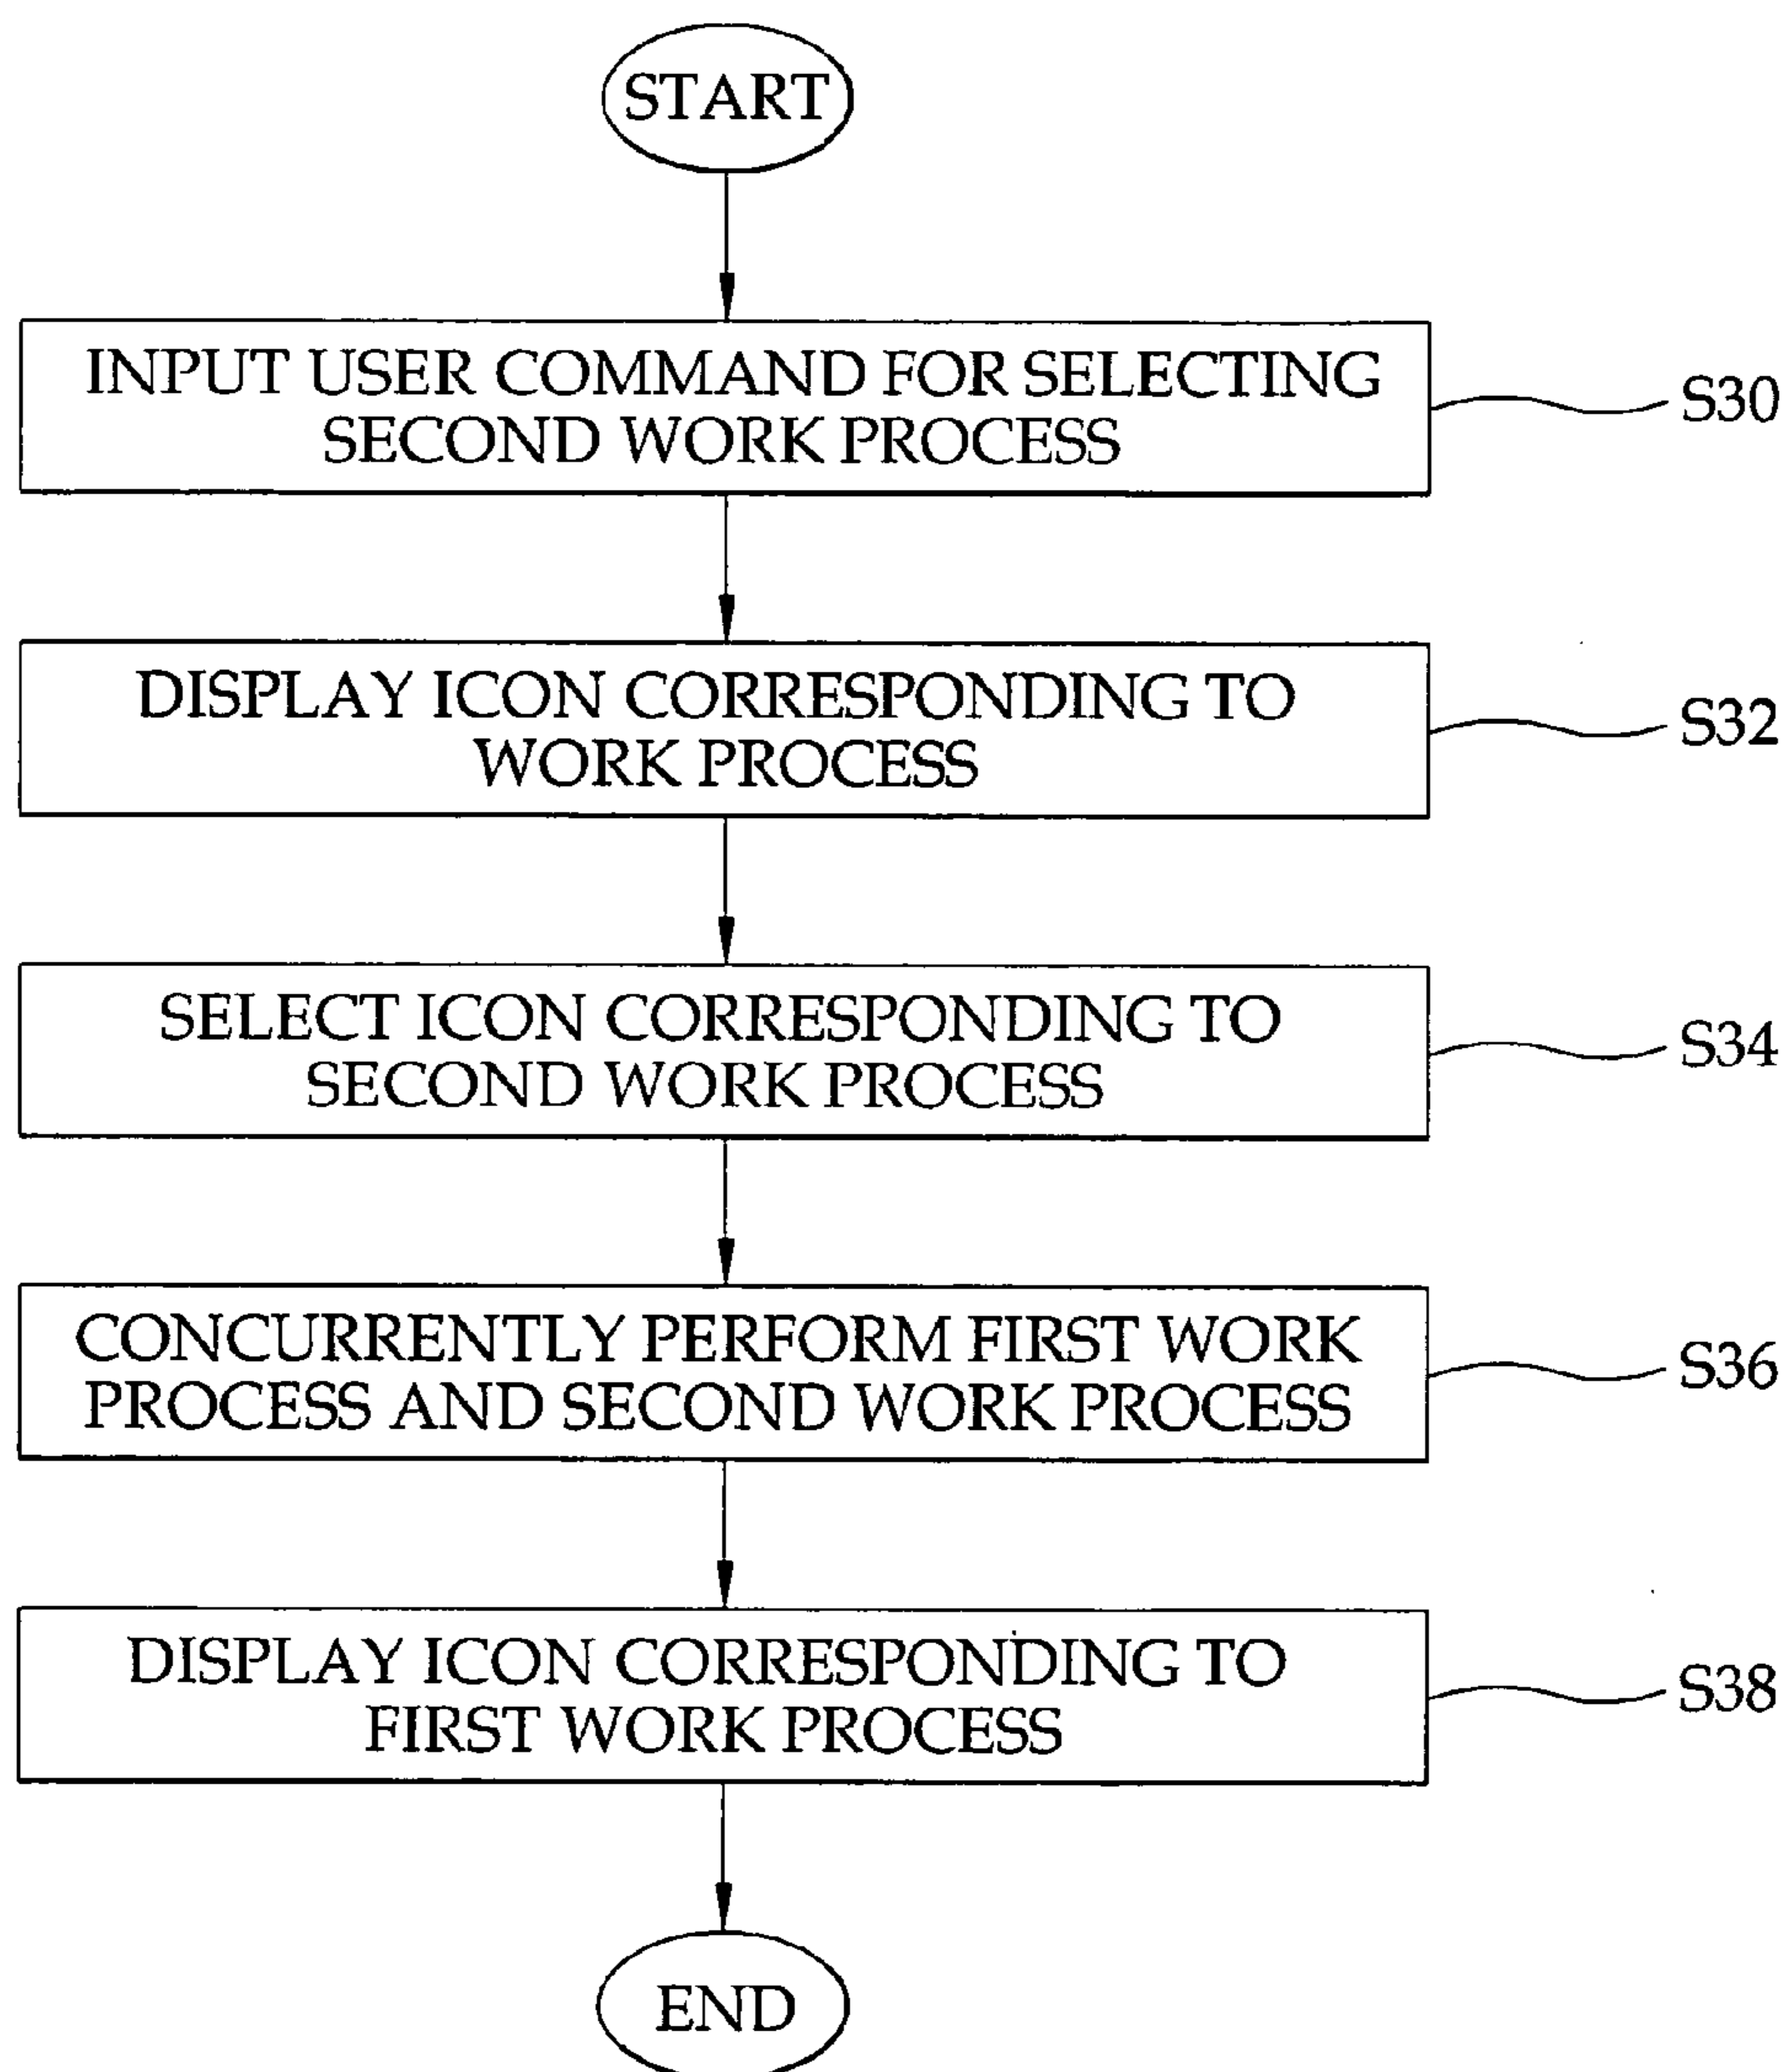 START
INPUT USER COMMAND FOR SELECTING
SECOND WORK PROCESS
S30
DISPLAY ICON CORRESPONDING TO
WORK PROCESS
S32
SELECT ICON CORRESPONDING TO
SECOND WORK PROCESS
S34
CONCURRENTLY PERFORM FIRST WORK
PROCESS AND SECOND WORK PROCESS
S36
DISPLAY ICON CORRESPONDING TO
FIRST WORK PROCESS
S38
END